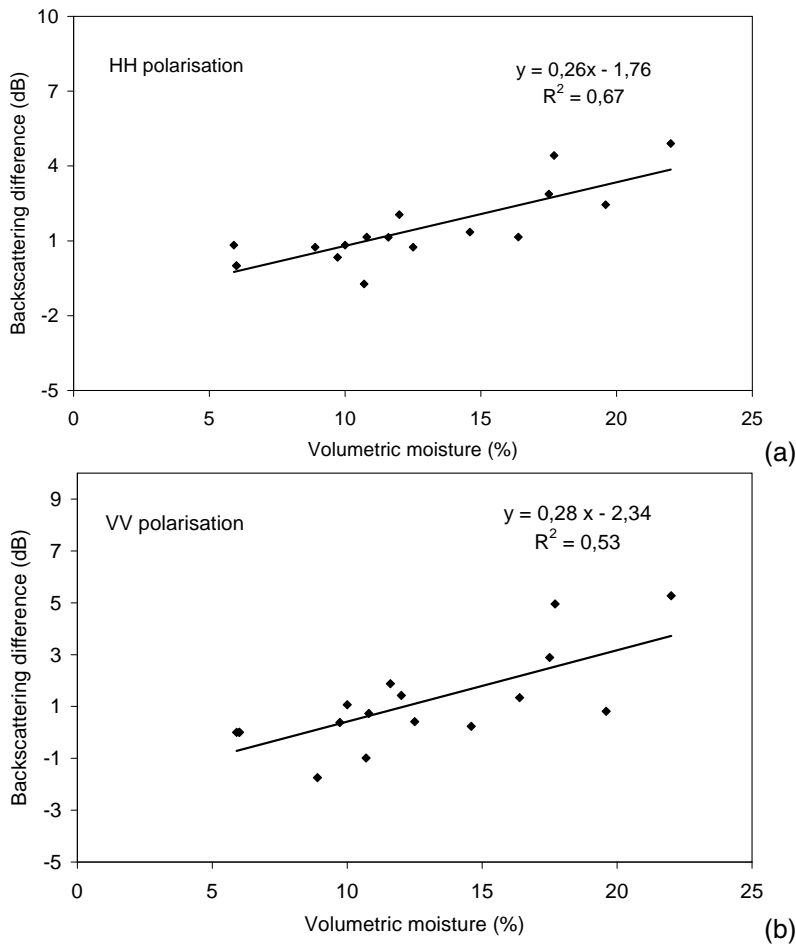 10
HH polarisation
y = 0,26x - 1,76
R² = 0,67
7
4
1
-2
-5
Backscattering difference (dB)
0 5 10 15 20 25
Volumetric moisture (%)
(a)
9
VV polarisation
y = 0,28 x - 2,34
R² = 0,53
7
5
3
1
-1
-3
-5
Backscattering difference (dB)
0 5 10 15 20 25
Volumetric moisture (%)
(b)